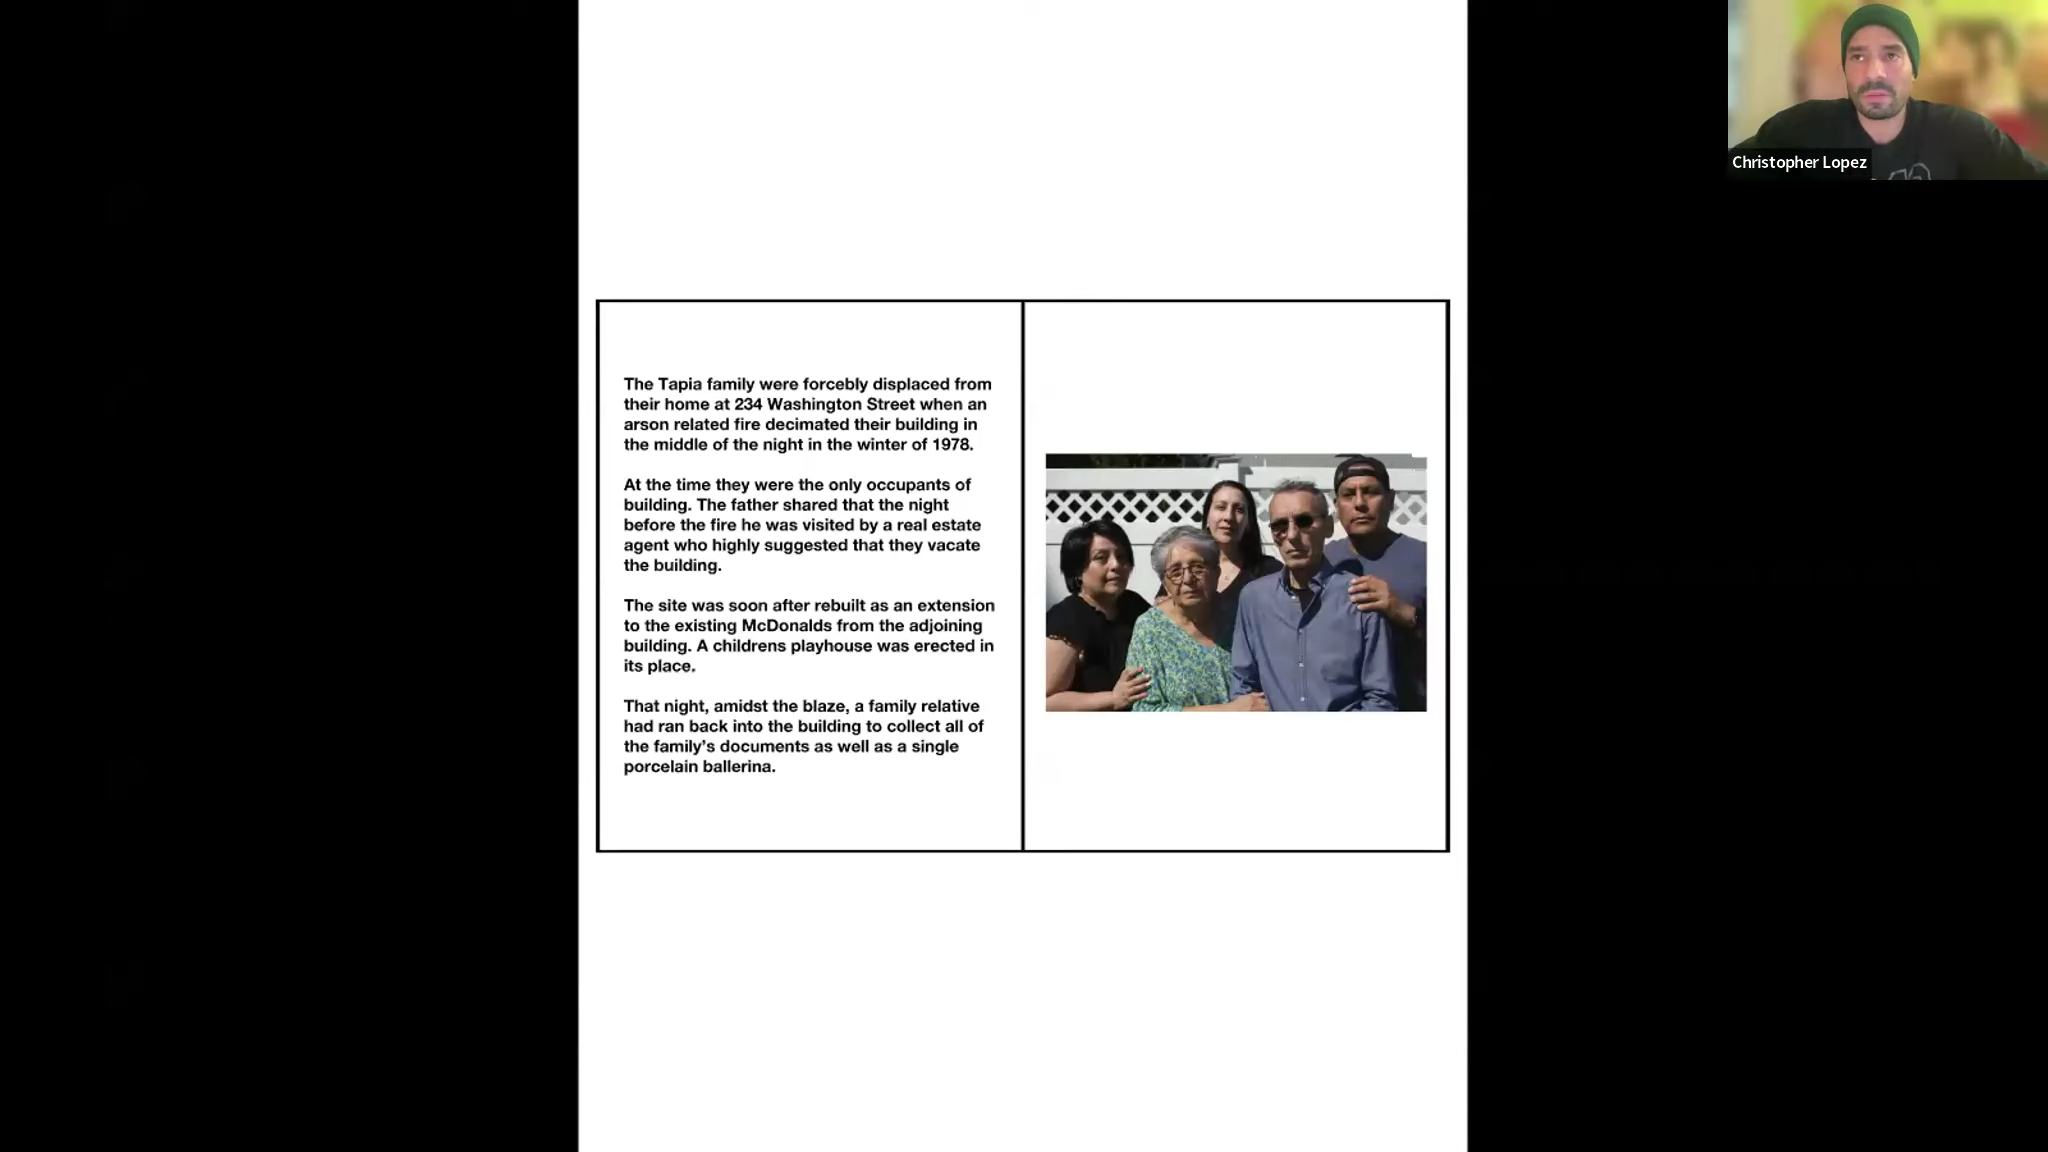 The Tapia family were forcebly displaced from
their home at 234 Washington Street when an
arson related fire decimated their building in
the middle of the night in the winter of 1978.
At the time they were the only occupants of
building. The father shared that the night
before the fire he was visited by a real estate
agent who highly suggested that they vacate
the building.
The site was soon after rebuilt as an extension
to the existing McDonalds from the adjoining
building. A childrens playhouse was erected in
its place.
That night, amidst the blaze, a family relative
had ran back into the building to collect all of
the family’s documents as well as a single
porcelain ballerina.
Christopher Lopez